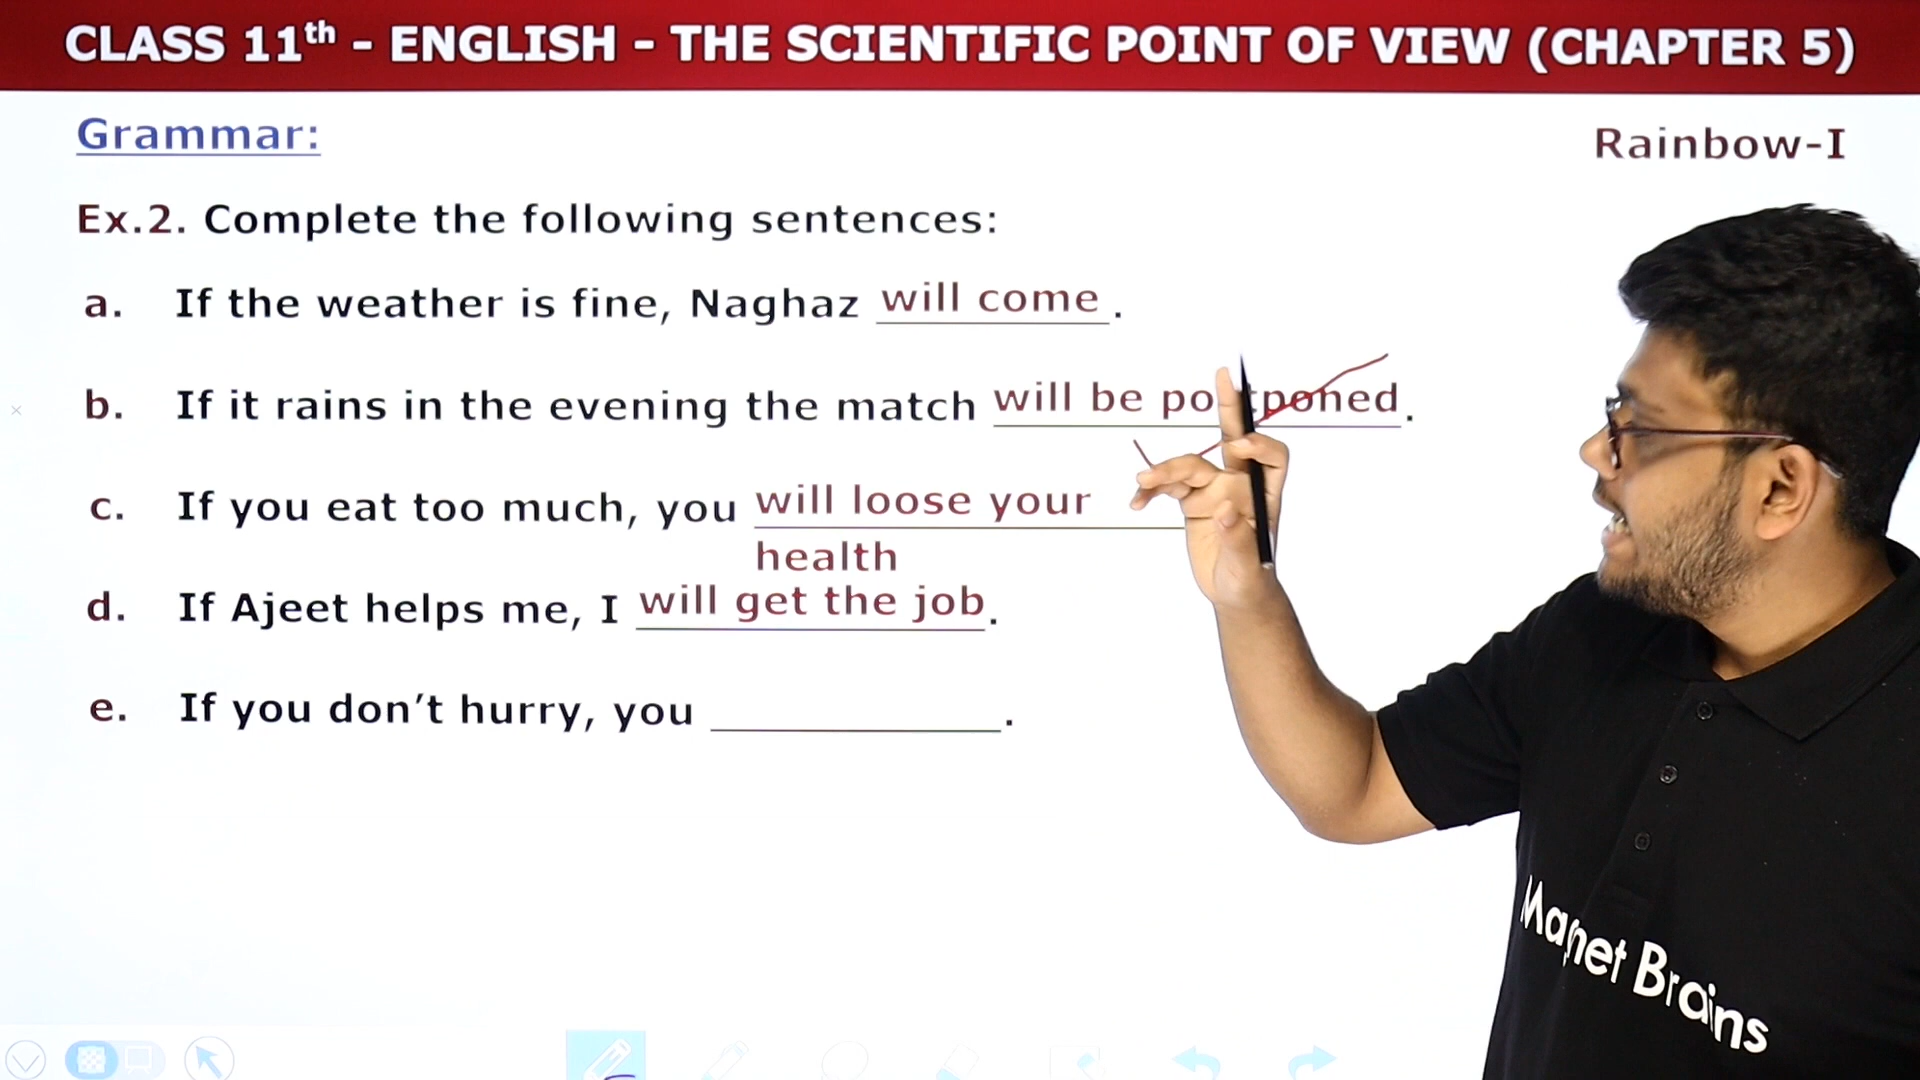 CLASS 11th - ENGLISH - THE SCIENTIFIC POINT OF VIEW (CHAPTER 5)
Grammar:
Rainbow-I
Ex.2. Complete the following sentences:
a. If the weather is fine, Naghaz will come.
b. If it rains in the evening the match will be postponed.
c. If you eat too much, you will loose your
health
d. If Ajeet helps me, I will get the job.
e. If you don't hurry, you ____________.
Magnet Brains